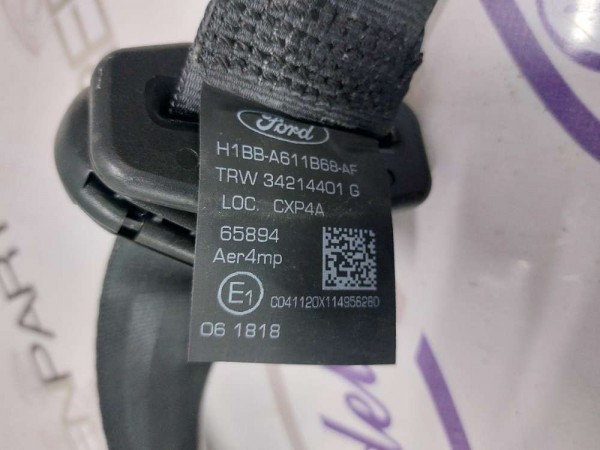 Ford
H1BB-A611B68-AF
TRW 34214401 G
LOC. CXP4A
65894
Aer4mp
E1
C041120X114956280
06 1818